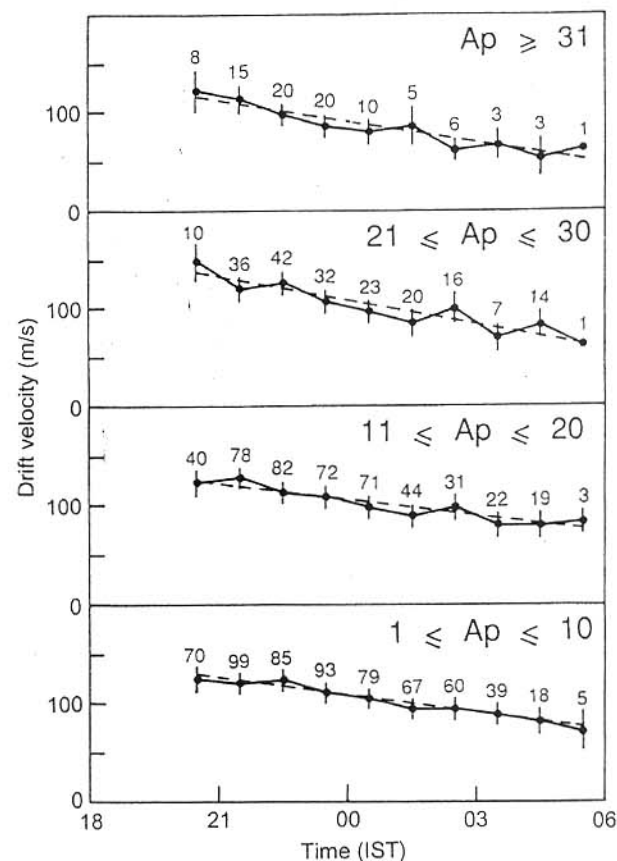 Ap ⩾ 31
8 15 20 20 10 5 6 3 3 1
100
0
21 ⩽ Ap ⩽ 30
10 36 42 32 23 20 16 7 14 1
100
0
11 ⩽ Ap ⩽ 20
40 78 82 72 71 44 31 22 19 3
100
0
1 ⩽ Ap ⩽ 10
70 99 85 93 79 67 60 39 18 5
100
0
Drift velocity (m/s)
18 21 00 03 06
Time (IST)